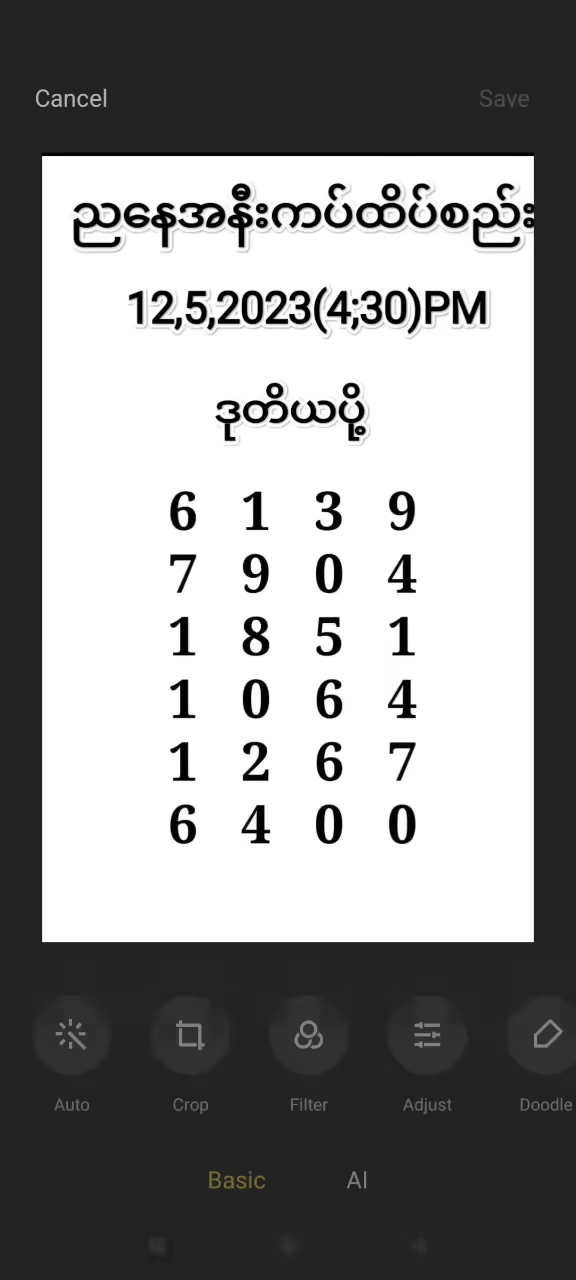 Cancel
Save
ညနေအနီးကပ်ထိပ်စည်း
12,5,2023(4;30)PM
ဒုတိယပို့
6 1 3 9
7 9 0 4
1 8 5 1
1 0 6 4
1 2 6 7
6 4 0 0
Auto
Crop
Filter
Adjust
Doodle
Basic
AI